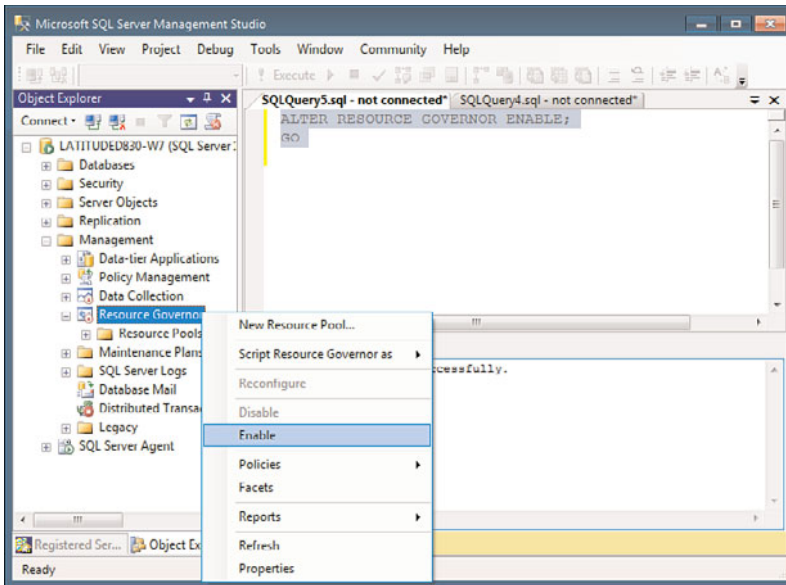 Microsoft SQL Server Management Studio
File Edit View Project Debug Tools Window Community Help
Execute
Object Explorer
SQLQuery5.sql - not connected* SQLQuery4.sql - not connected*
Connect
ALTER RESOURCE GOVERNOR ENABLE;
GO
LATITUDED830-W7 (SQL Server
Databases
Security
Server Objects
Replication
Management
Data-tier Applications
Policy Management
Data Collection
Resource Governor
Resource Pools
Maintenance Plans
SQL Server Logs
Database Mail
Distributed Transa
Legacy
SQL Server Agent
New Resource Pool...
Script Resource Governor as
Reconfigure
Disable
Enable
Policies
Facets
Reports
Refresh
Properties
cessfully.
Registered Ser... Object Ex
Ready